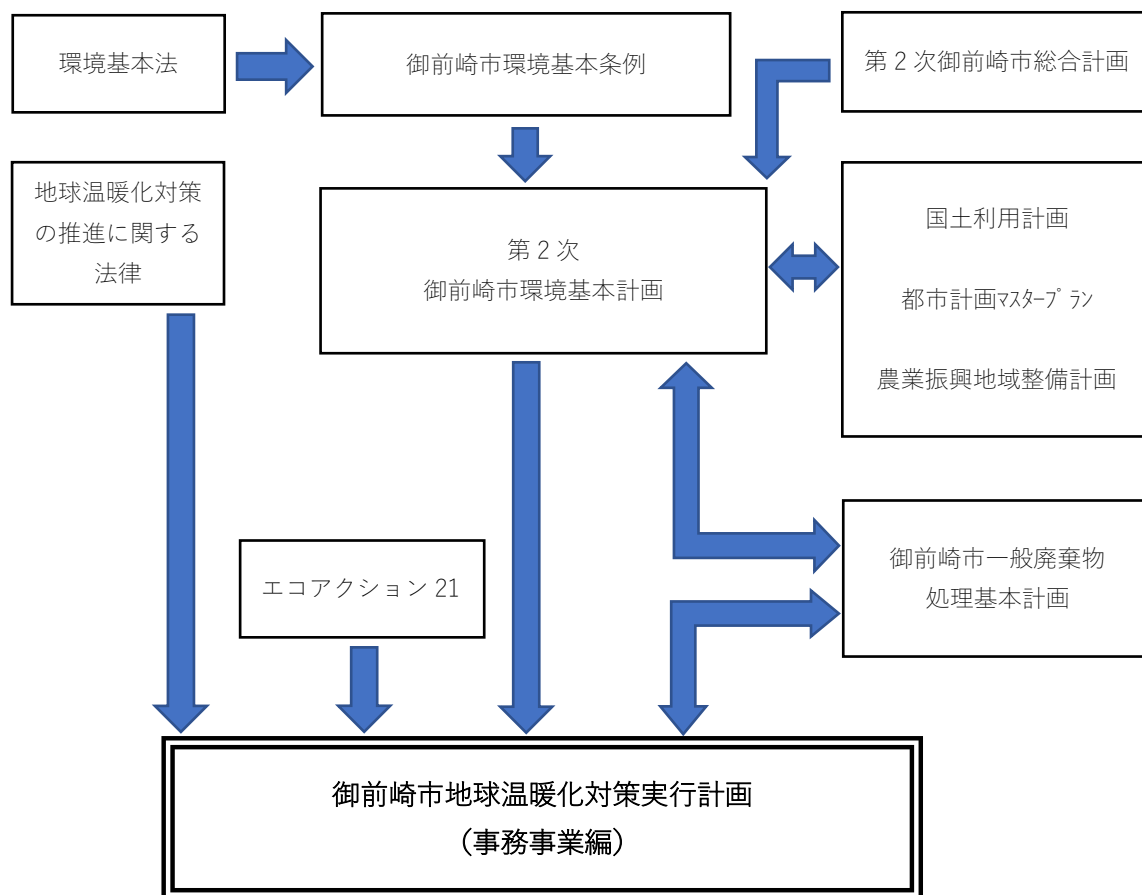 環境基本法
御前崎市環境基本条例
第2次御前崎市総合計画
地球温暖化対策
の推進に関する
法律
第2次
御前崎市環境基本計画
国土利用計画
都市計画ﾏｽﾀｰﾌﾟﾗﾝ
農業振興地域整備計画
エコアクション21
御前崎市一般廃棄物
処理基本計画
御前崎市地球温暖化対策実行計画
（事務事業編）